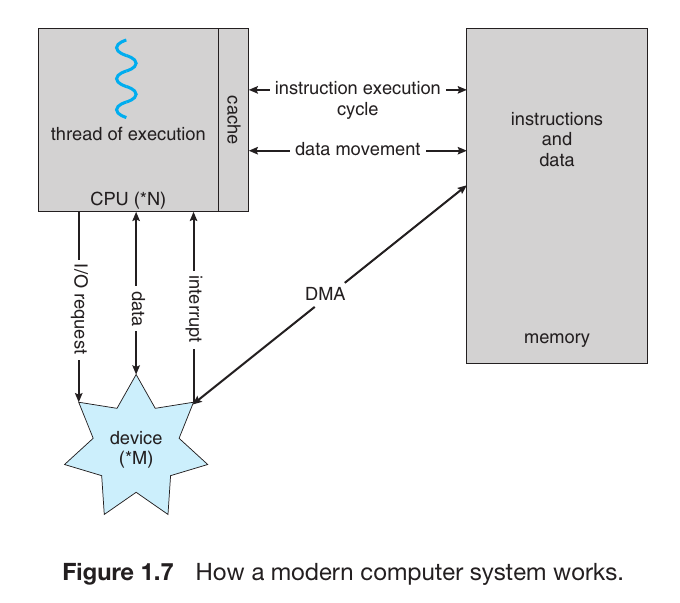 thread of execution
cache
CPU (*N)
instruction execution
cycle
data movement
instructions
and
data
memory
I/O request
data
interrupt
DMA
device
(*M)
Figure 1.7 How a modern computer system works.